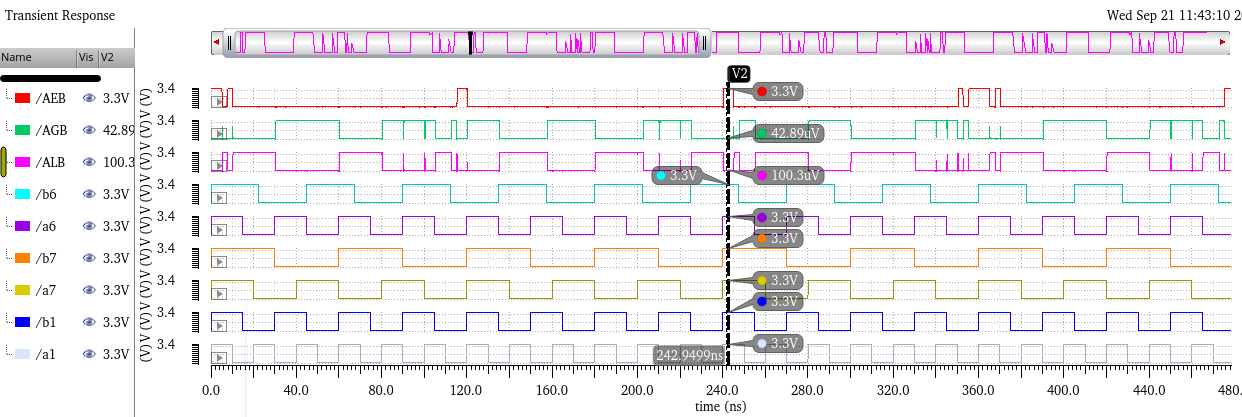 Transient Response
Wed Sep 21 11:43:10 2
Name Vis V2
V2
/AEB 3.3V (V) 3.4 3.3V
/AGB 42.89 (V) 3.4 42.89uV
/ALB 100.3 (V) 3.4 3.3V 100.3uV
/b6 3.3V (V) 3.4
/a6 3.3V (V) 3.4 3.3V
/b7 3.3V (V) 3.4 3.3V
/a7 3.3V (V) 3.4 3.3V
/b1 3.3V (V) 3.4 3.3V
/a1 3.3V (V) 3.4 3.3V
242.9499ns
0.0 40.0 80.0 120.0 160.0 200.0 240.0 280.0 320.0 360.0 400.0 440.0 480.
time (ns)